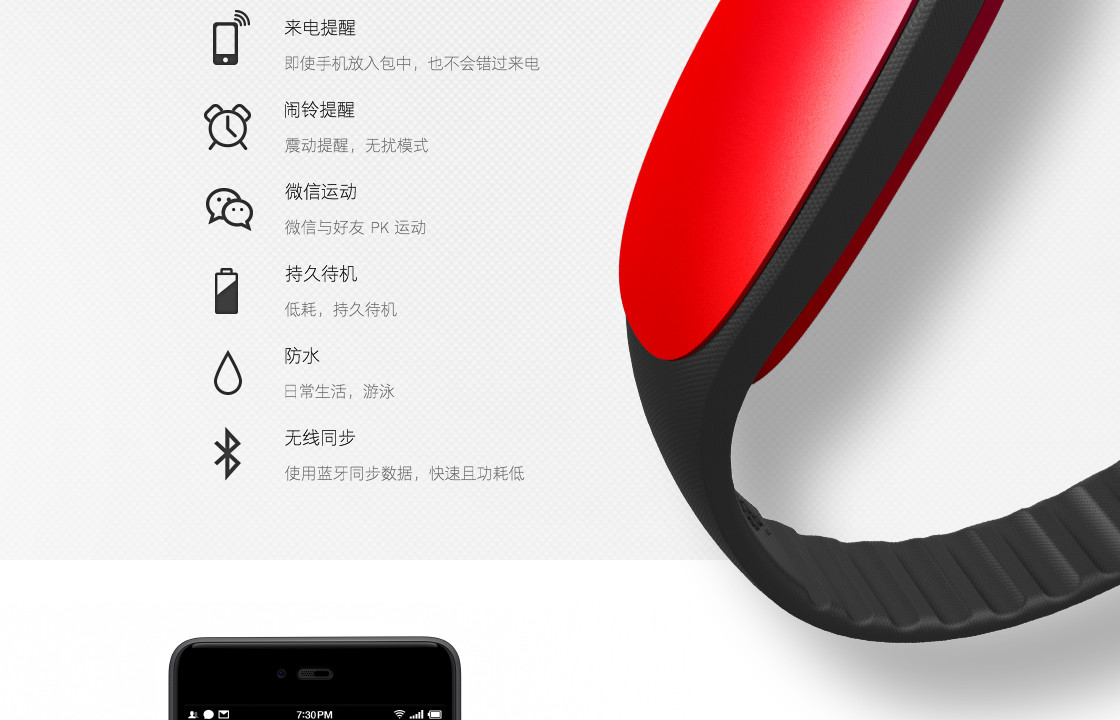 来电提醒
即使手机放入包中，也不会错过来电
闹铃提醒
震动提醒，无扰模式
微信运动
微信与好友 PK 运动
持久待机
低耗，持久待机
防水
日常生活，游泳
无线同步
使用蓝牙同步数据，快速且功耗低
7:30PM